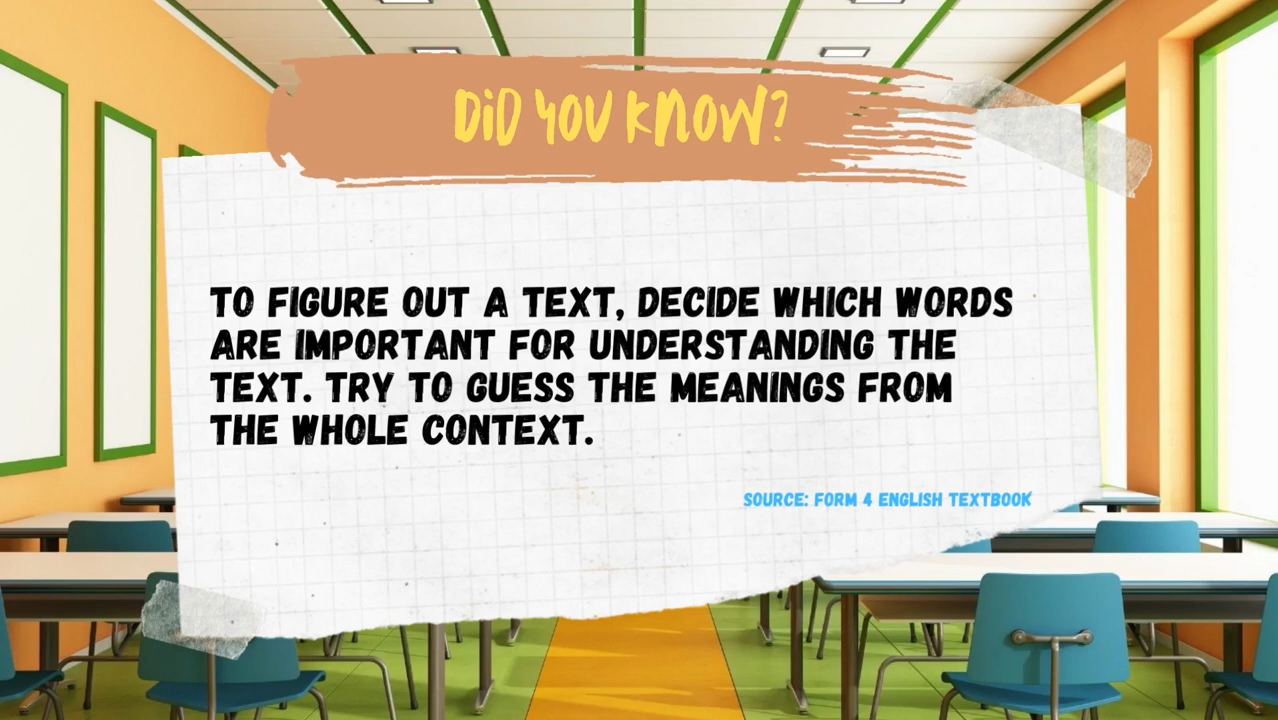 DiD YOU KNOW?
TO FIGURE OUT A TEXT, DECIDE WHICH WORDS
ARE IMPORTANT FOR UNDERSTANDING THE
TEXT. TRY TO GUESS THE MEANINGS FROM
THE WHOLE CONTEXT.
SOURCE: FORM 4 ENGLISH TEXTBOOK